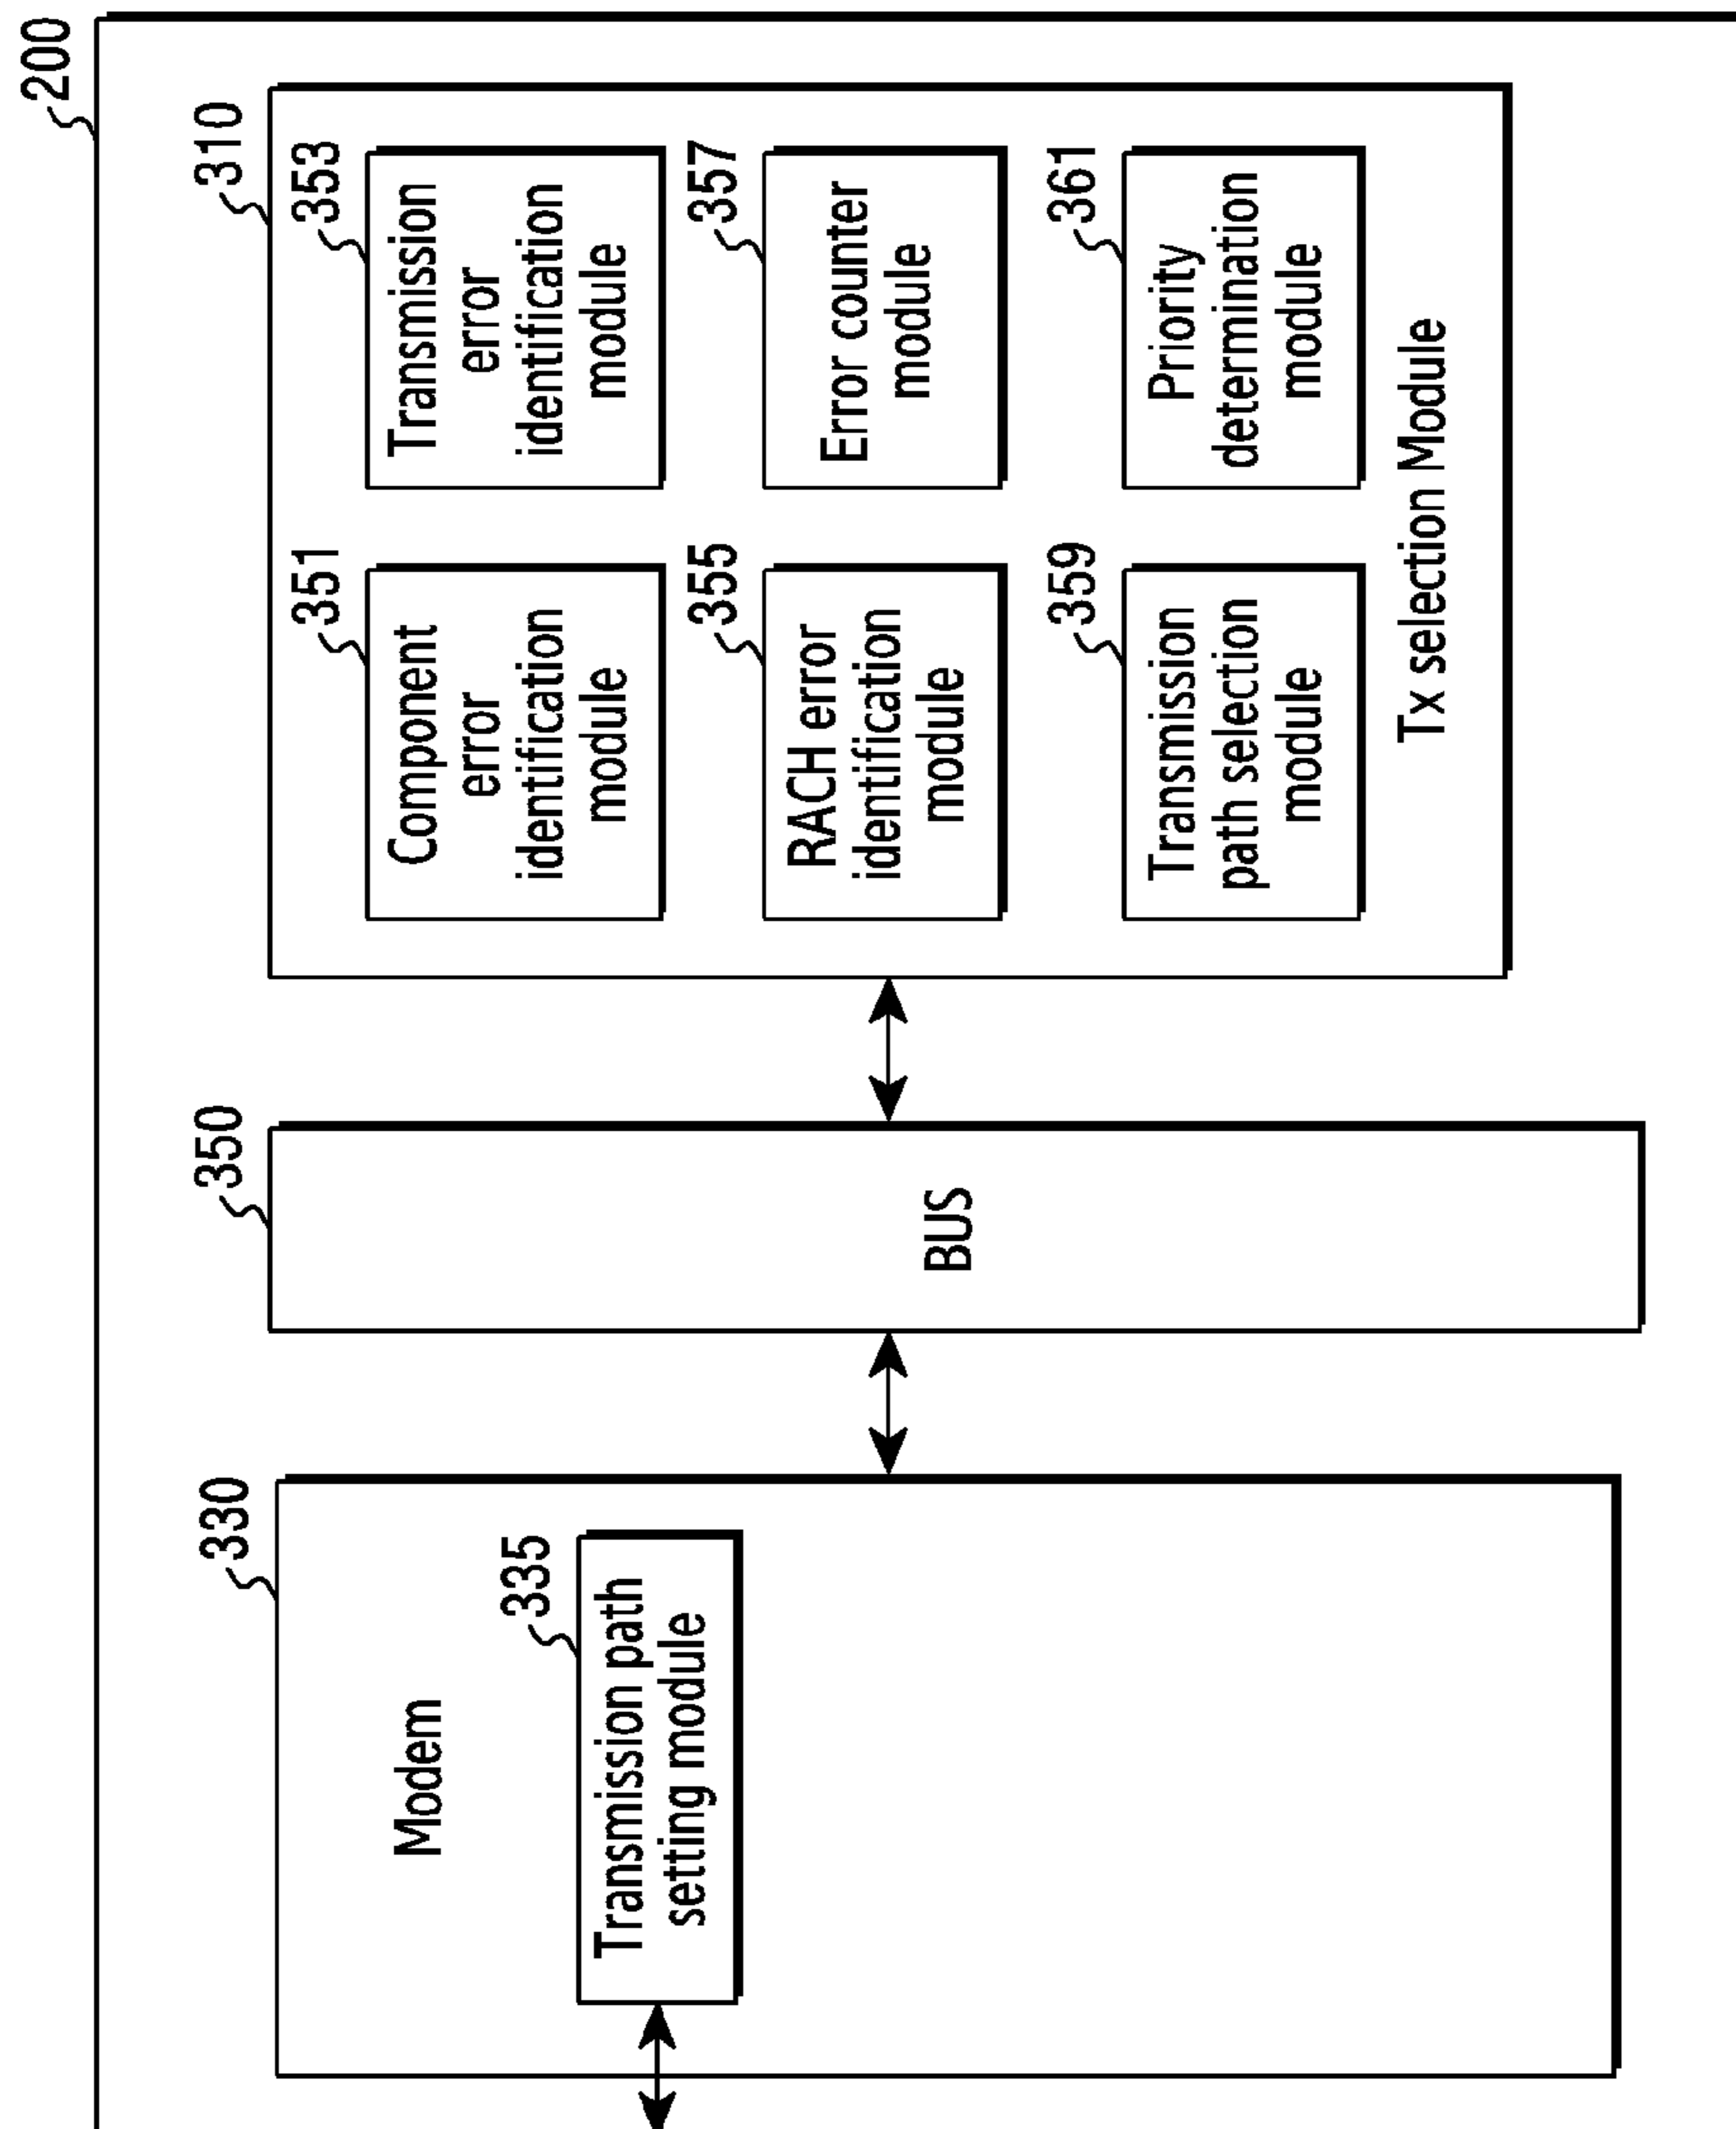 200
330
Modem
335
Transmission path
setting module
350
BUS
310
351
Component
error
identification
module
353
Transmission
error
identification
module
355
RACH error
identification
module
357
Error counter
module
359
Transmission
path selection
module
361
Priority
determination
module
Tx selection Module